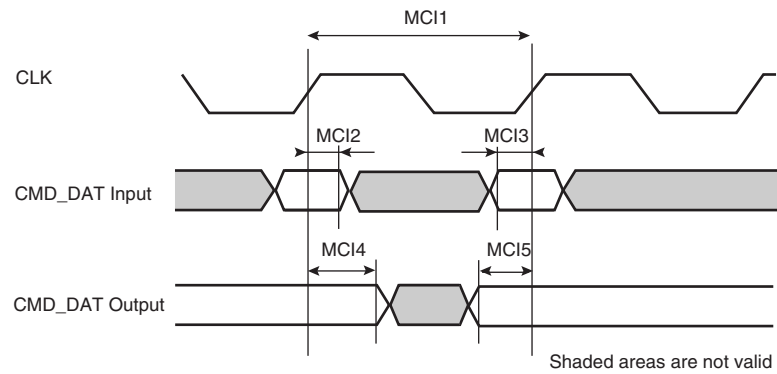 MCI1
CLK
MCI2
MCI3
CMD_DAT Input
MCI4
MCI5
CMD_DAT Output
Shaded areas are not valid